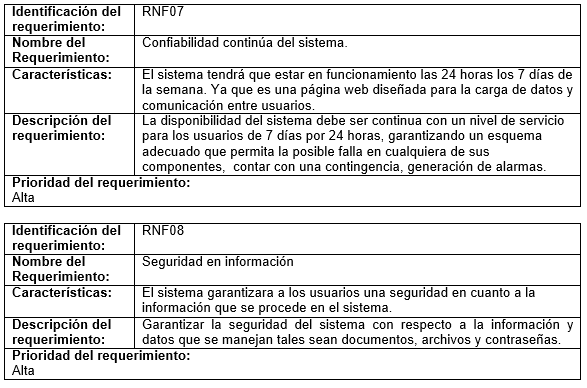 Identificación del RNF07
requerimiento:
Nombre del Confiabilidad continúa del sistema.
Requerimiento:
Características: El sistema tendrá que estar en funcionamiento las 24 horas los 7 días de
la semana. Ya que es una página web diseñada para la carga de datos y
comunicación entre usuarios.
Descripción del La disponibilidad del sistema debe ser continua con un nivel de servicio
requerimiento: para los usuarios de 7 días por 24 horas, garantizando un esquema
adecuado que permita la posible falla en cualquiera de sus
componentes, contar con una contingencia, generación de alarmas.
Prioridad del requerimiento:
Alta
Identificación del RNF08
requerimiento:
Nombre del Seguridad en información
Requerimiento:
Características: El sistema garantizara a los usuarios una seguridad en cuanto a la
información que se procede en el sistema.
Descripción del Garantizar la seguridad del sistema con respecto a la información y
requerimiento: datos que se manejan tales sean documentos, archivos y contraseñas.
Prioridad del requerimiento:
Alta